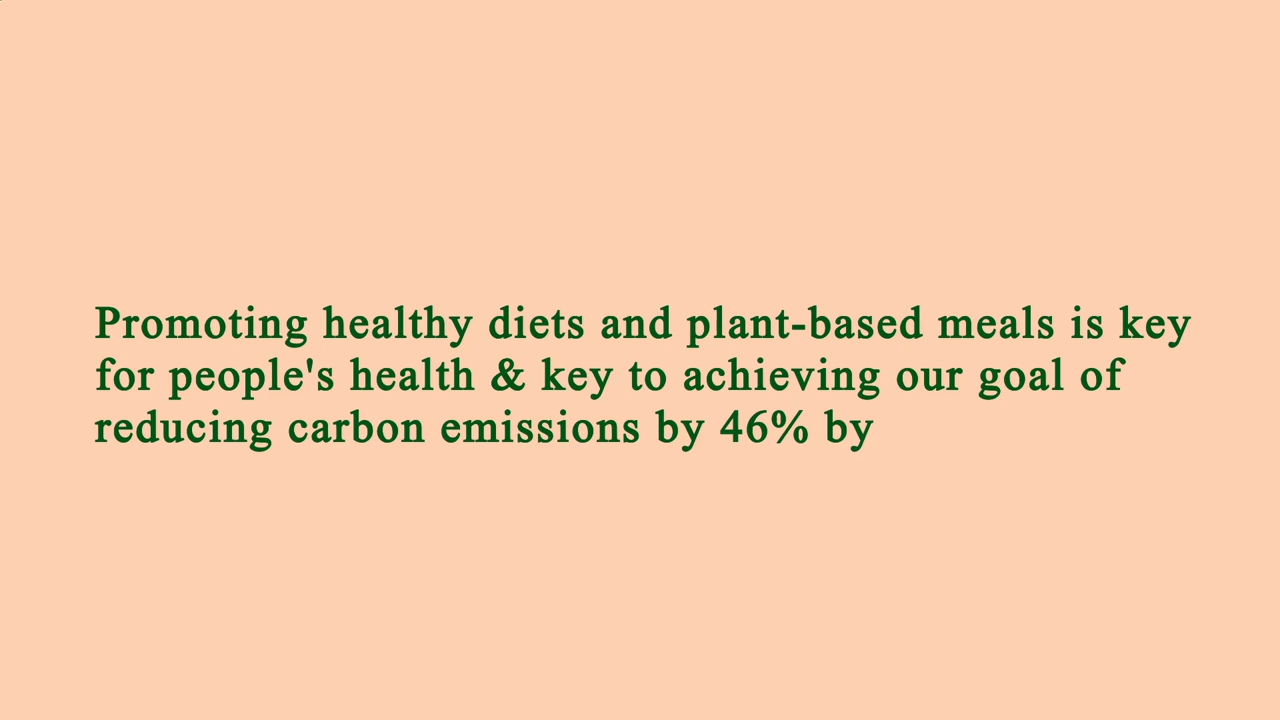 Promoting healthy diets and plant-based meals is key
for people's health & key to achieving our goal of
reducing carbon emissions by 46% by